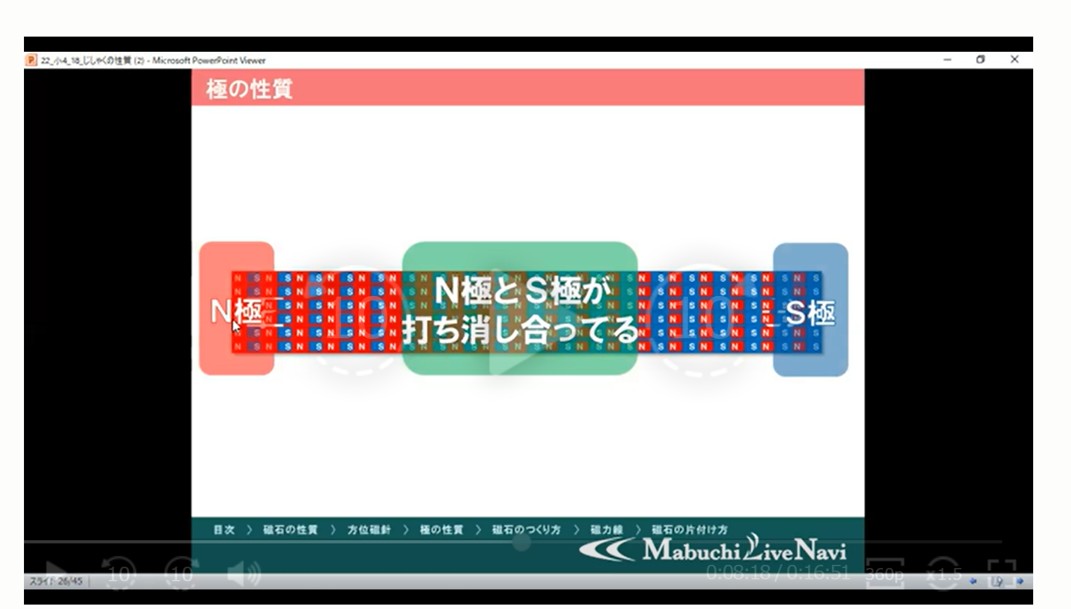 22_小4_18_じしゃくの性質 (2) - Microsoft PowerPoint Viewer
極の性質
N極
N極とS極が
打ち消し合ってる
S極
目次 〉 磁石の性質 〉 方位磁針 〉 極の性質 〉 磁石のつくり方 〉 磁力線 〉 磁石の片付け方
Mabuchi LiveNavi
10 10 0:08:18 / 0:16:51 360p x1.5
スライド 26/45